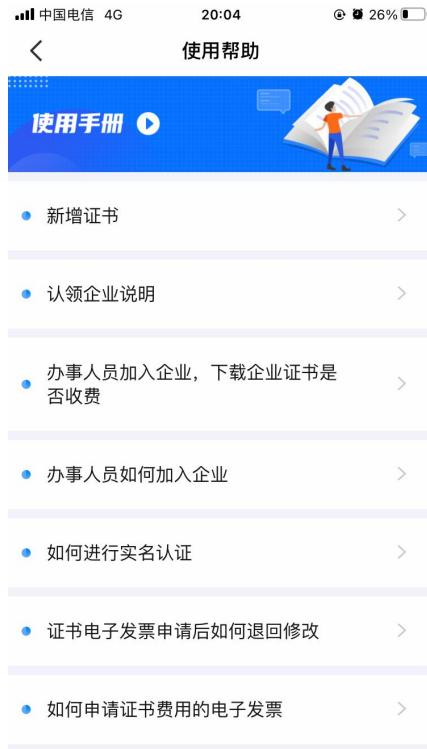 中国电信 4G 20:04 26%
使用帮助
使用手册
新增证书
认领企业说明
办事人员加入企业，下载企业证书是
否收费
办事人员如何加入企业
如何进行实名认证
证书电子发票申请后如何退回修改
如何申请证书费用的电子发票